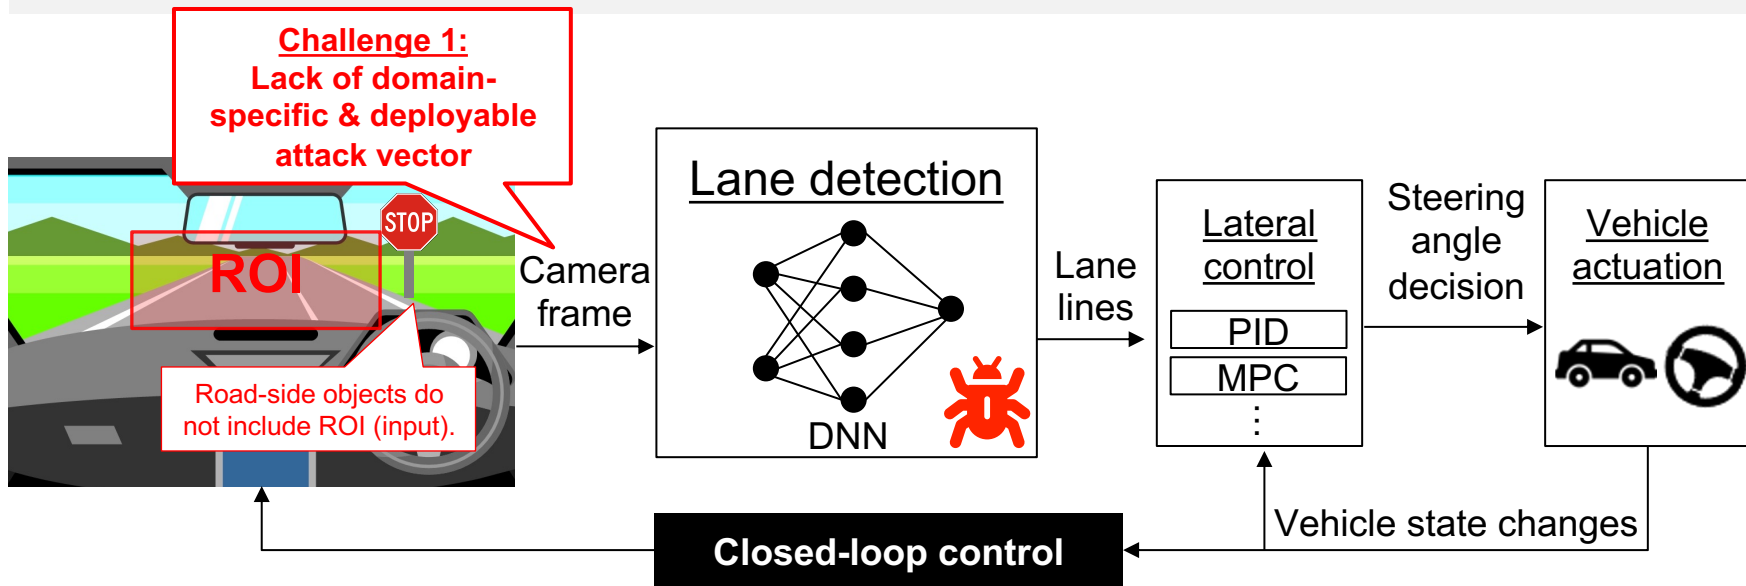 Challenge 1:
Lack of domain-
specific & deployable
attack vector
STOP
ROI
Road-side objects do
not include ROI (input).
Camera
frame
Lane detection
DNN
Lane
lines
Lateral
control
PID
MPC
⋮
Steering
angle
decision
Vehicle
actuation
Vehicle state changes
Closed-loop control